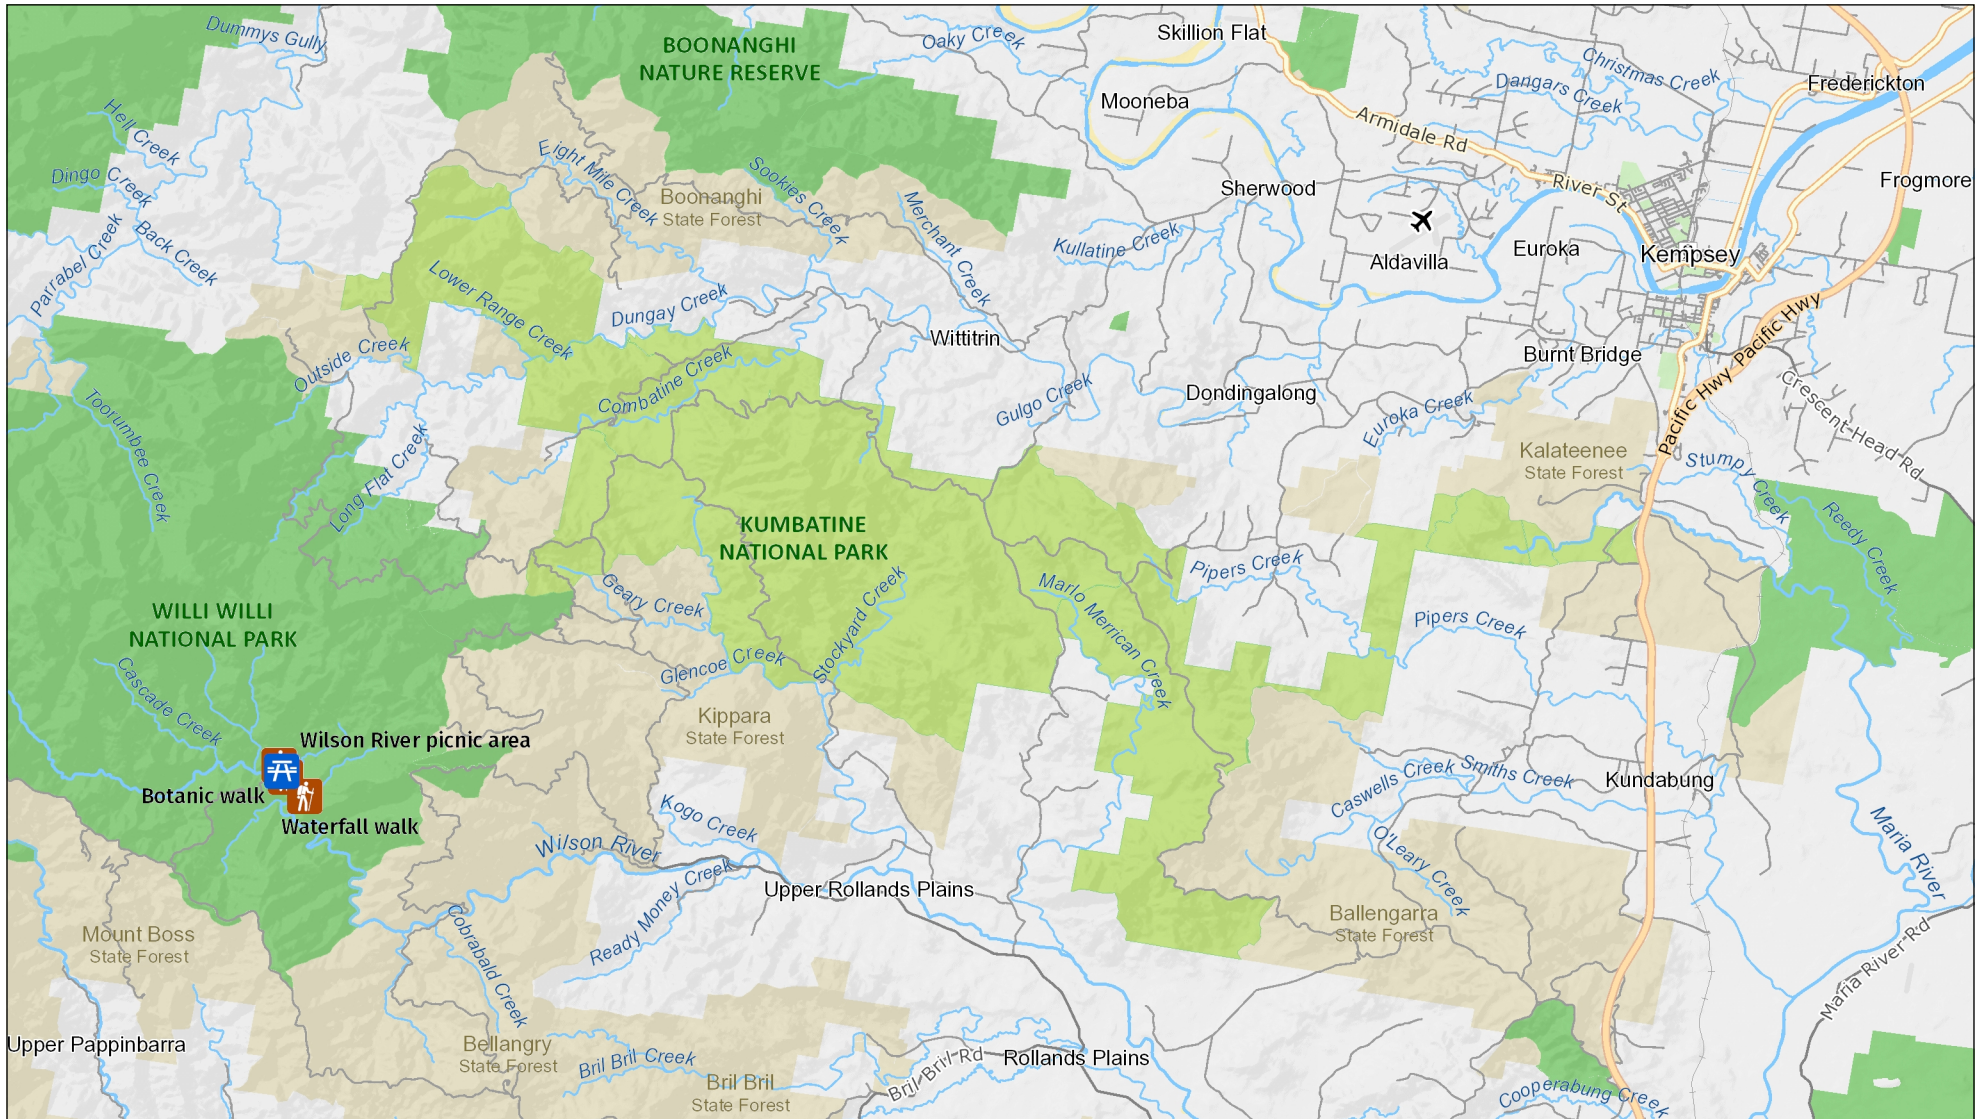 Dummys Gully
BOONANGHI
NATURE RESERVE
Oaky Creek
Skillion Flat
Christmas Creek
Dangars Creek
Frederickton
Mooneba
Armidale Rd
Hell Creek
Dingo Creek
Eight Mile Creek
Sookies Creek
Boonanghi
State Forest
Merchant Creek
Sherwood
River St
Frogmore
Parrabel Creek
Back Creek
Kullatine Creek
Aldavilla
Euroka
Kempsey
Lower Range Creek
Dungay Creek
Wittitrin
Outside Creek
Combatine Creek
Burnt Bridge
Pacific Hwy
Pacific Hwy
Crescent Head Rd
Gulgo Creek
Dondingalong
Euroka Creek
Toorumbee Creek
Long Flat Creek
Kalateenee
State Forest
Stumpy Creek
Reedy Creek
KUMBATINE
NATIONAL PARK
Geary Creek
Stockyard Creek
Marlo Merrican Creek
Pipers Creek
Pipers Creek
WILLI WILLI
NATIONAL PARK
Cascade Creek
Glencoe Creek
Kippara
State Forest
Wilson River picnic area
Botanic walk
Waterfall walk
Caswells Creek
Smiths Creek
Kundabung
Kogo Creek
Wilson River
O'Leary Creek
Maria River
Ready Money Creek
Upper Rollands Plains
Ballengarra
State Forest
Mount Boss
State Forest
Cobrabald Creek
Maria River Rd
Upper Pappinbarra
Bellangry
State Forest
Bril Bril Creek
Bril Bril
State Forest
Bril Bril Rd
Rollands Plains
Cooperabung Creek